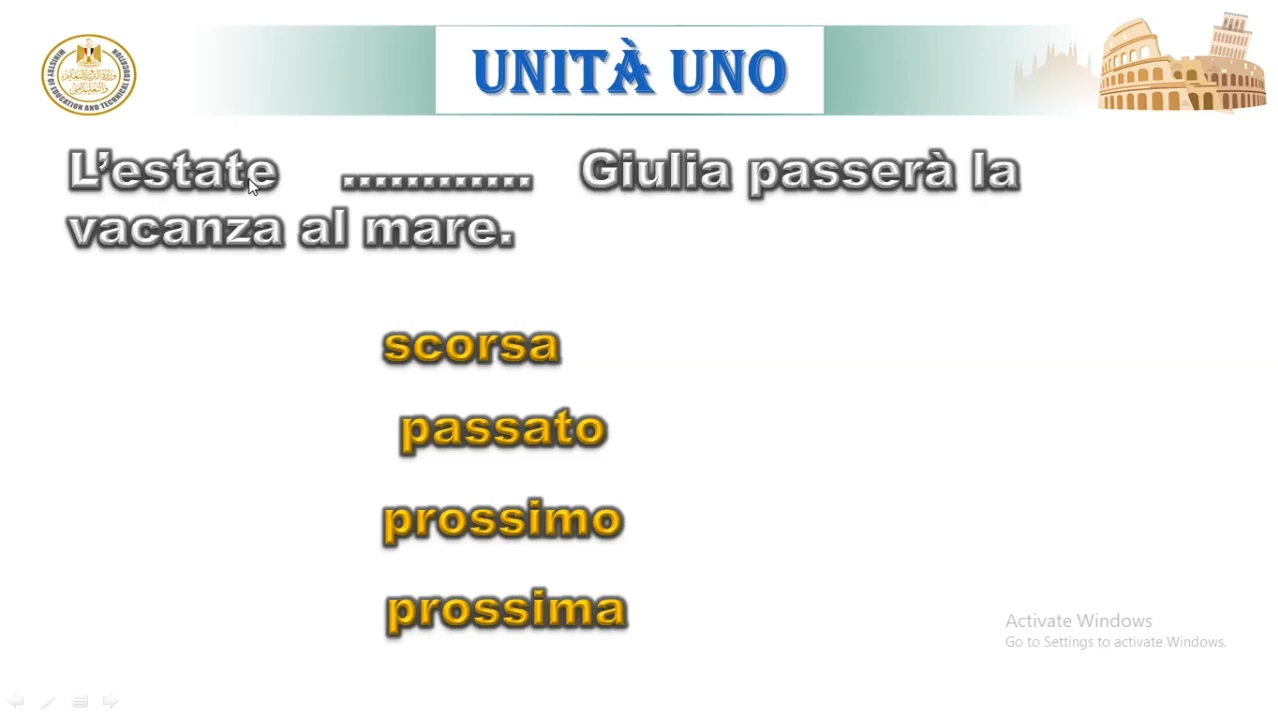 UNITÀ UNO
L'estate ............ Giulia passerà la
vacanza al mare.
scorsa
passato
prossimo
prossima
Activate Windows
Go to Settings to activate Windows.